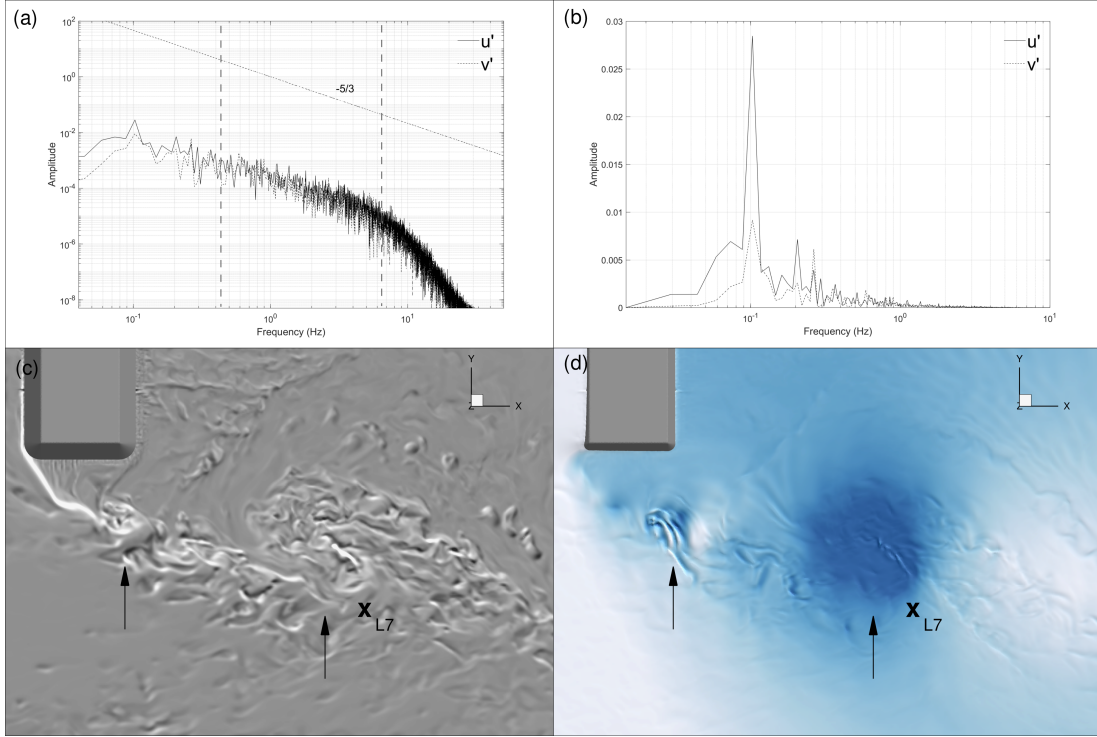 (a)
10^2
10^0
10^-2
10^-4
10^-6
10^-8
Amplitude
u'
v'
-5/3
10^-1
10^0
10^1
Frequency (Hz)
(b)
0.03
0.025
0.02
0.015
0.01
0.005
0
Amplitude
u'
v'
10^-1
10^0
10^1
Frequency (Hz)
(c)
Y
Z
X
X L7
(d)
Y
Z
X
X L7